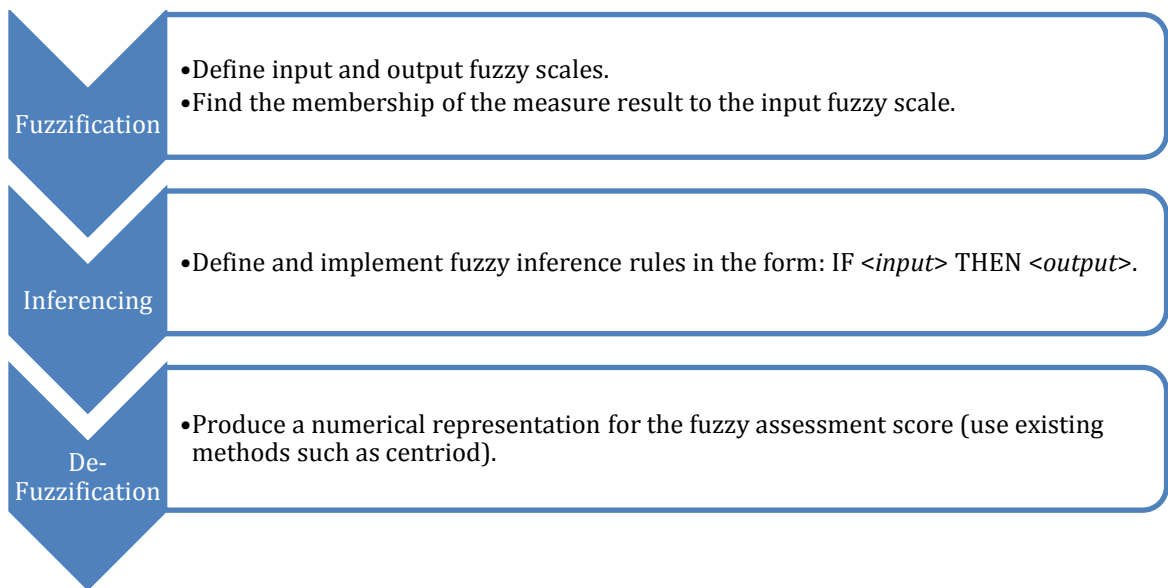 Fuzzification
•Define input and output fuzzy scales.
•Find the membership of the measure result to the input fuzzy scale.
Inferencing
•Define and implement fuzzy inference rules in the form: IF <input> THEN <output>.
De-
Fuzzification
•Produce a numerical representation for the fuzzy assessment score (use existing
methods such as centriod).